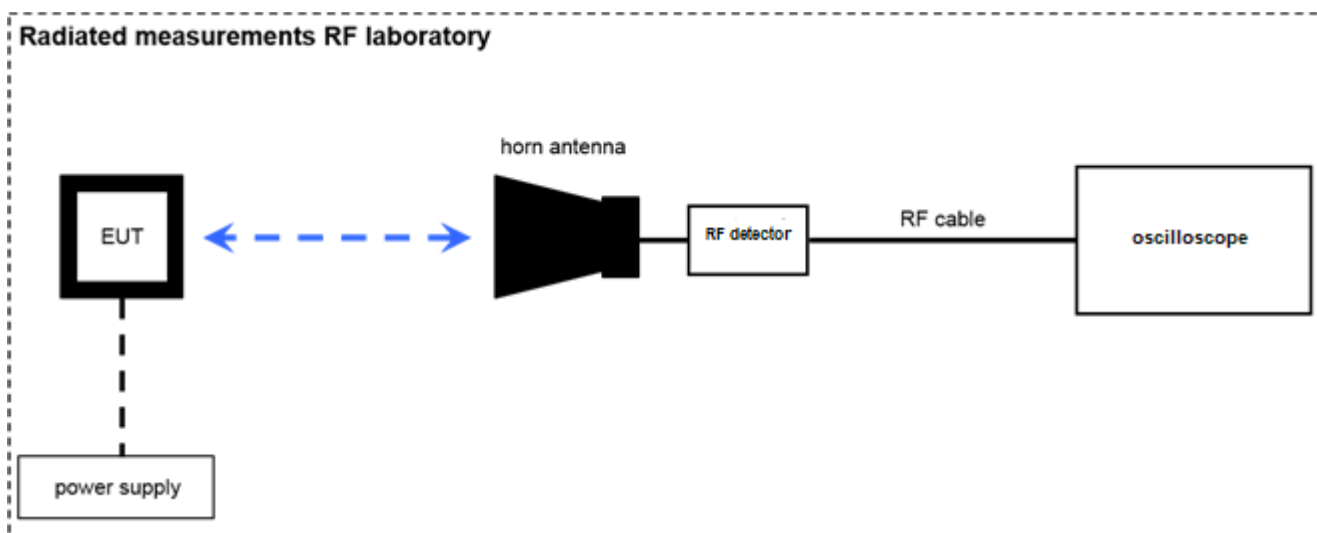 Radiated measurements RF laboratory
horn antenna
EUT
RF detector
RF cable
oscilloscope
power supply